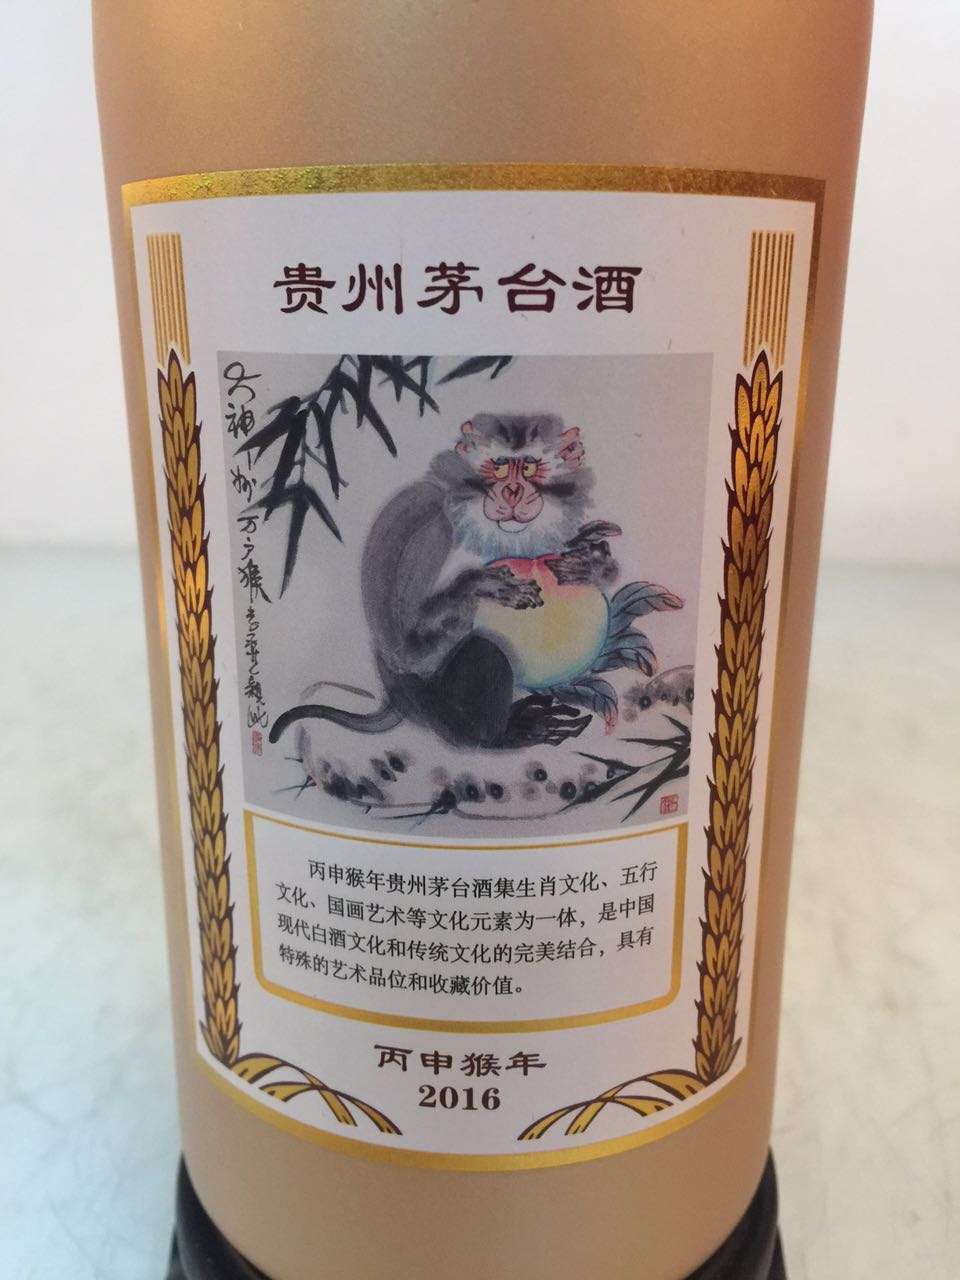 贵州茅台酒
丙申猴年贵州茅台酒集生肖文化、五行
文化、国画艺术等文化元素为一体，是中国
现代白酒文化和传统文化的完美结合，具有
特殊的艺术品位和收藏价值。
丙申猴年
2016